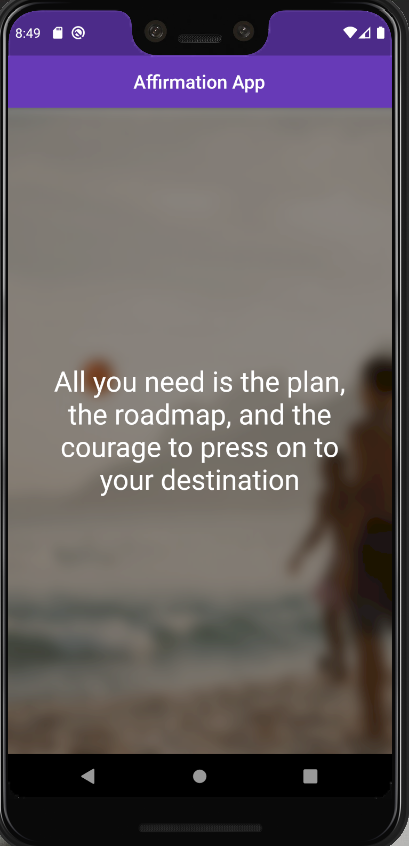 8:49
Affirmation App
All you need is the plan,
the roadmap, and the
courage to press on to
your destination